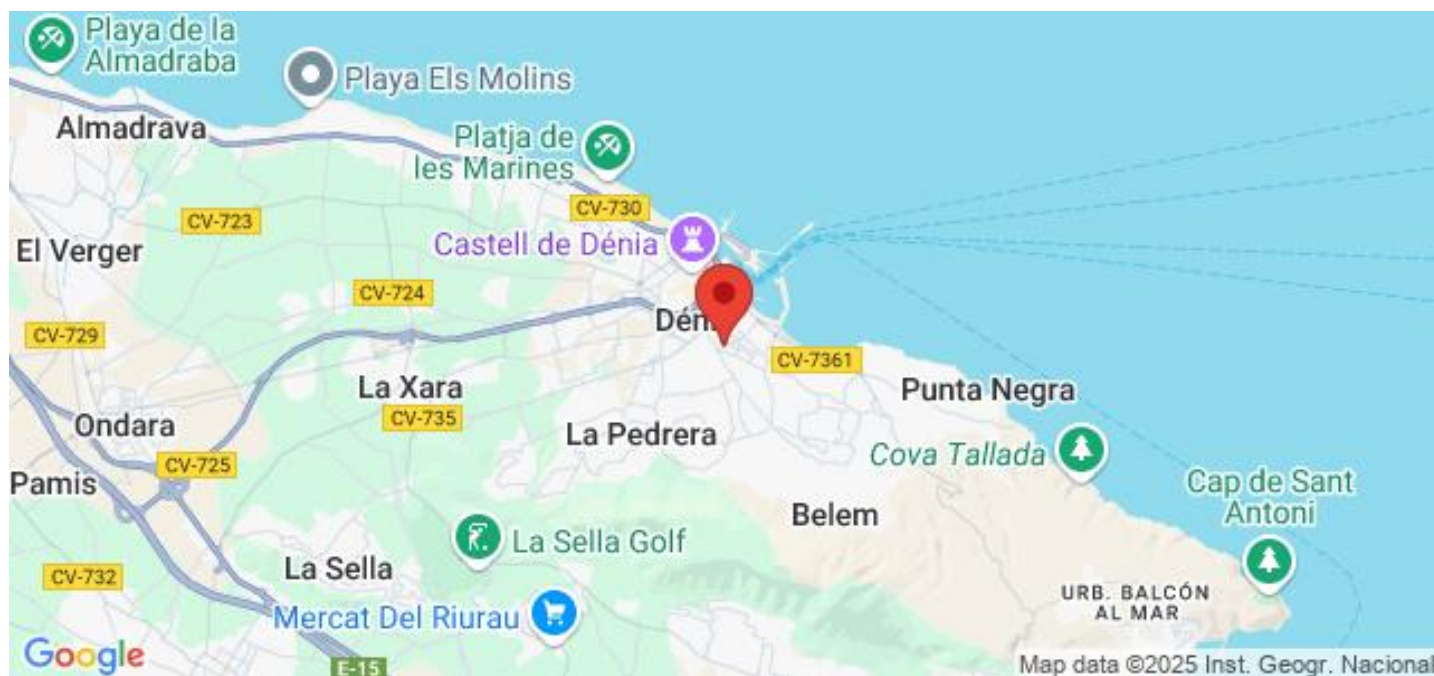 Playa de la
Almadraba
Playa Els Molins
Almadrava
Platja de
les Marines
CV-723
CV-730
El Verger
Castell de Dénia
CV-724
CV-729
CV-7361
La Xara
Punta Negra
CV-735
Ondara
La Pedrera
Cova Tallada
CV-725
Pamis
Cap de Sant
Antoni
Belem
La Sella Golf
La Sella
CV-732
URB. BALCÓN
AL MAR
Mercat Del Riurau
Google
E-15
Map data ©2025 Inst. Geogr. Nacional